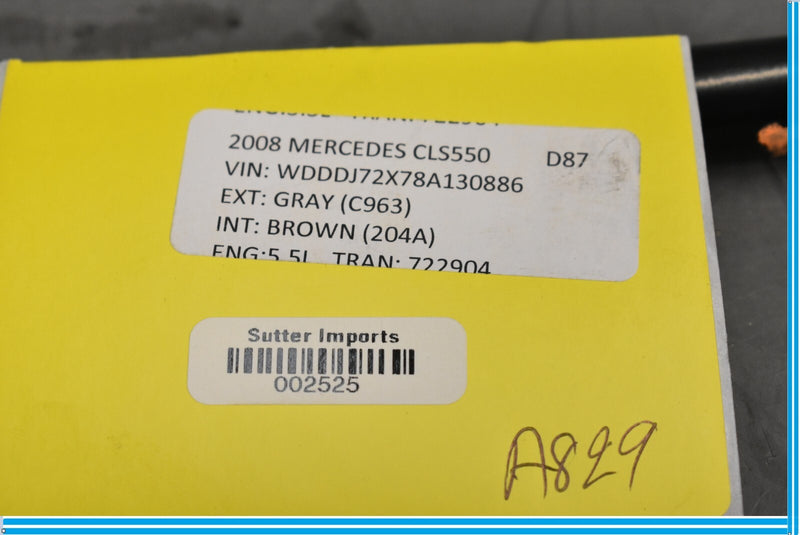 2008 MERCEDES CLS550 D87
VIN: WDDDJ72X78A130886
EXT: GRAY (C963)
INT: BROWN (204A)
ENG:5.5L TRAN: 722904
Sutter Imports
002525
A829